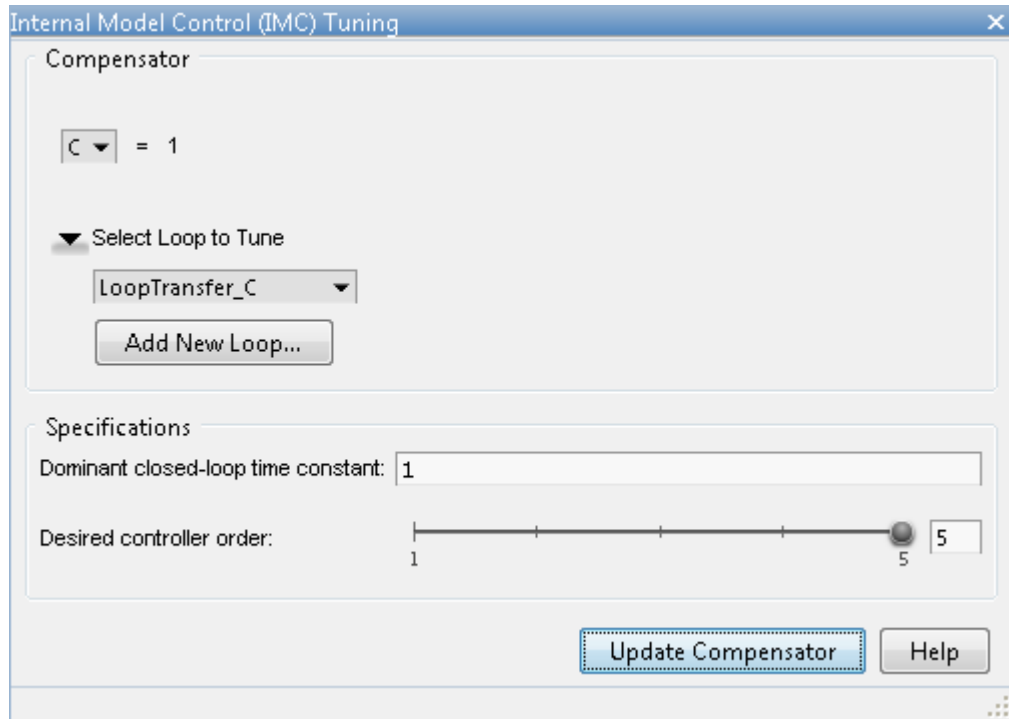 Internal Model Control (IMC) Tuning
Compensator
C = 1
Select Loop to Tune
LoopTransfer_C
Add New Loop...
Specifications
Dominant closed-loop time constant: 1
Desired controller order: 5
1 5
Update Compensator Help